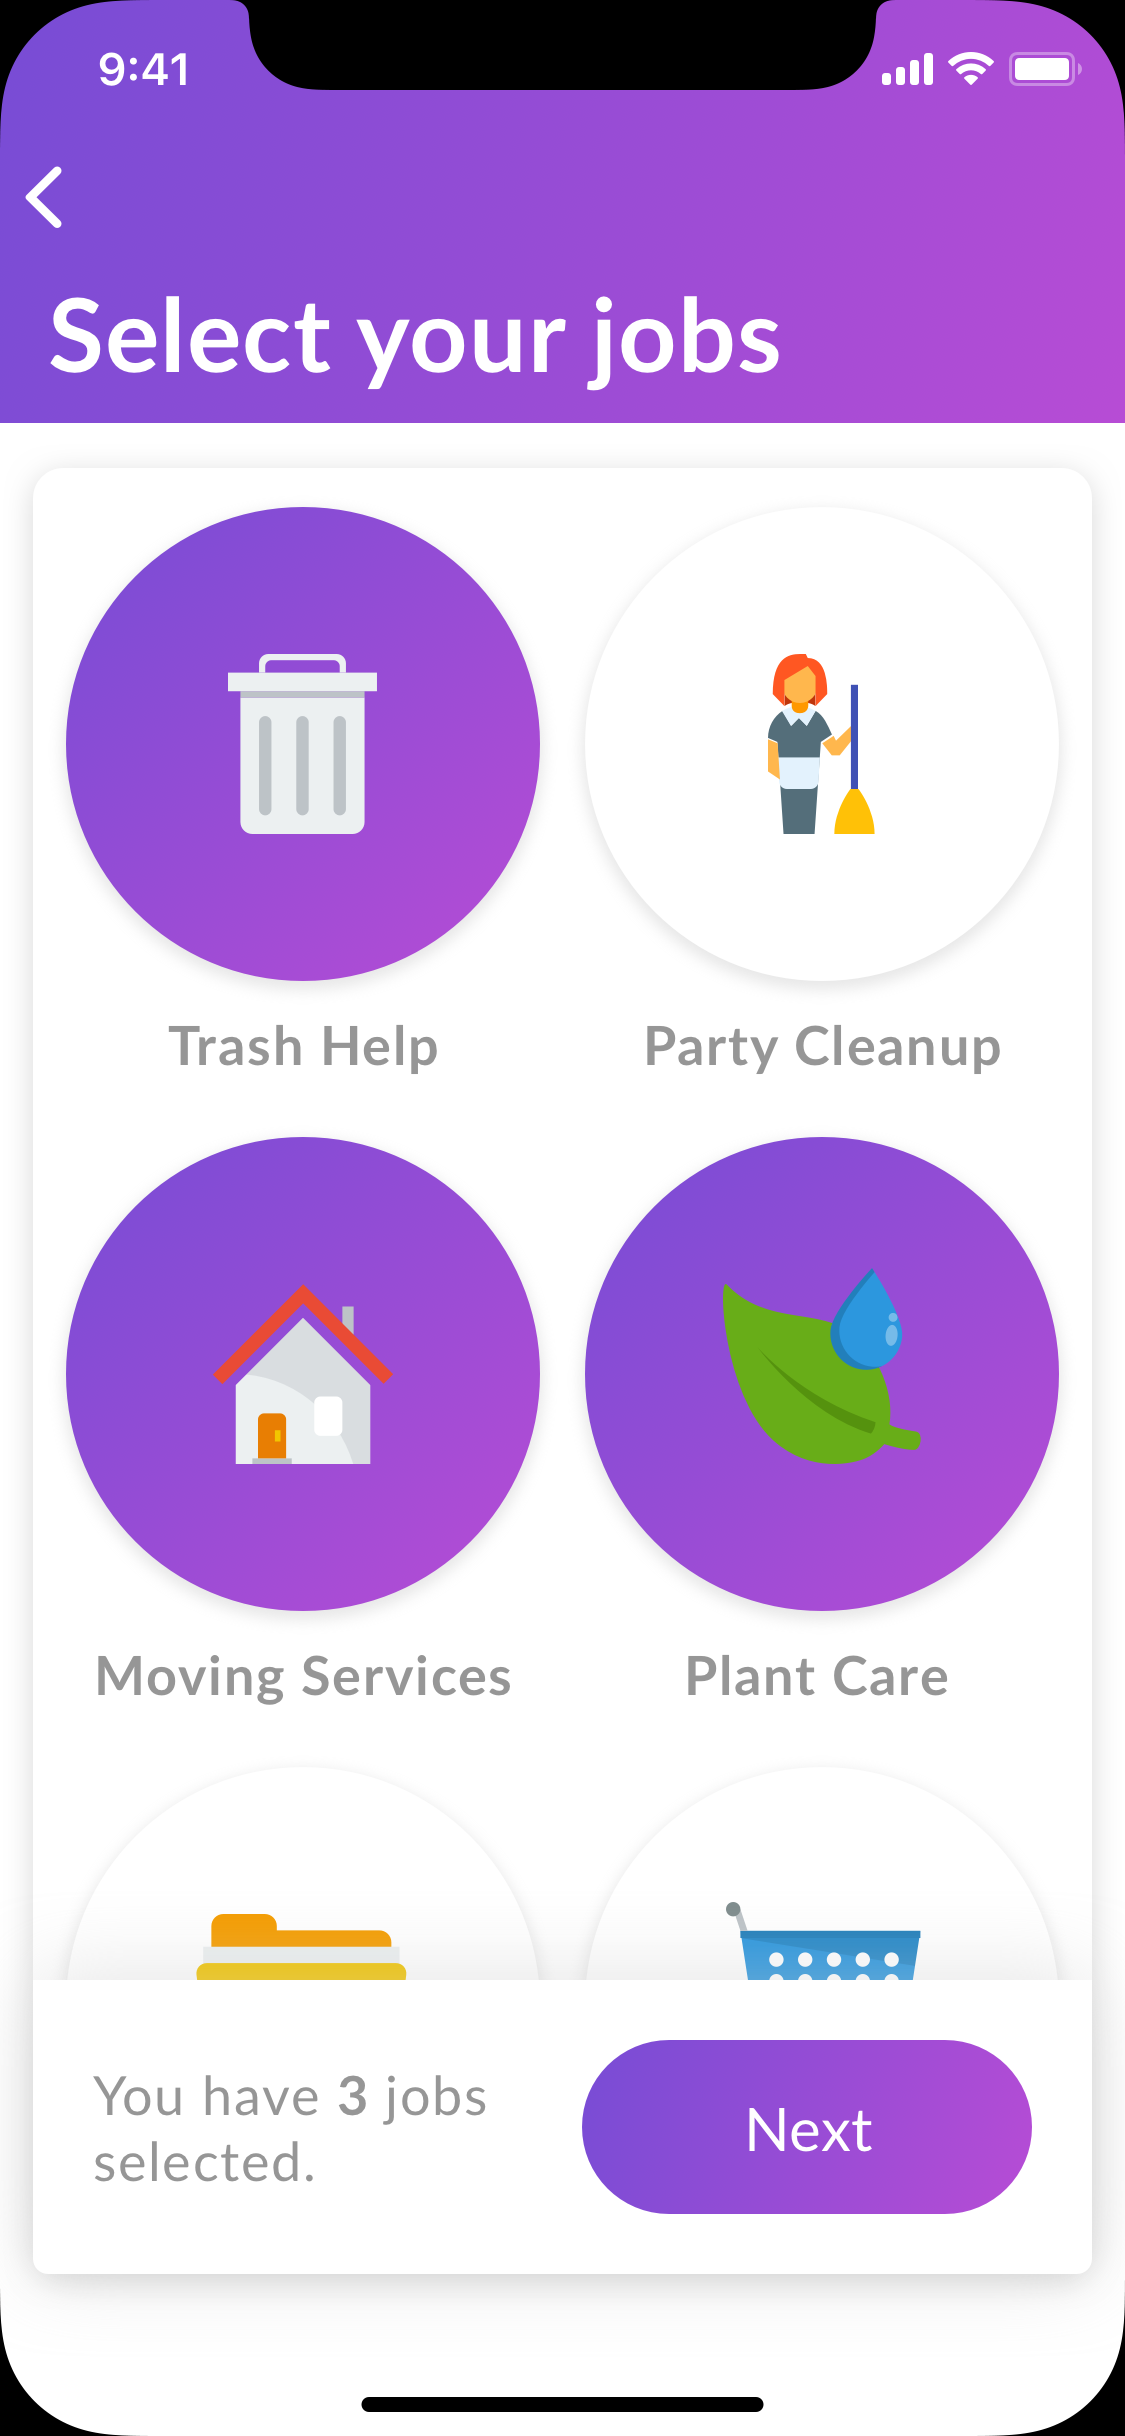 9:41
Select your jobs
Trash Help
Party Cleanup
Moving Services
Plant Care
You have 3 jobs
selected.
Next